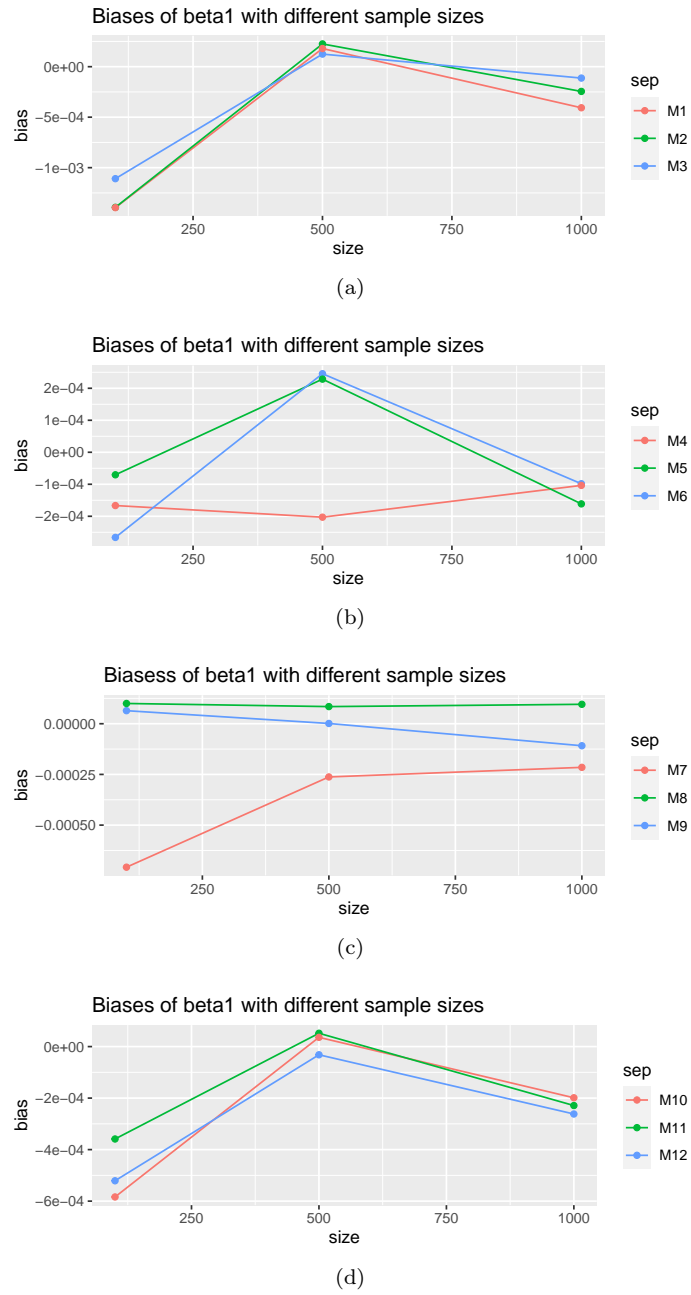 Biases of beta1 with different sample sizes
0e+00
−5e−04
−1e−03
bias
250
500
750
1000
size
sep
M1
M2
M3
(a)
Biases of beta1 with different sample sizes
2e−04
1e−04
0e+00
−1e−04
−2e−04
bias
250
500
750
1000
size
sep
M4
M5
M6
(b)
Biasess of beta1 with different sample sizes
0.00000
−0.00025
−0.00050
bias
250
500
750
1000
size
sep
M7
M8
M9
(c)
Biases of beta1 with different sample sizes
0e+00
−2e−04
−4e−04
−6e−04
bias
250
500
750
1000
size
sep
M10
M11
M12
(d)